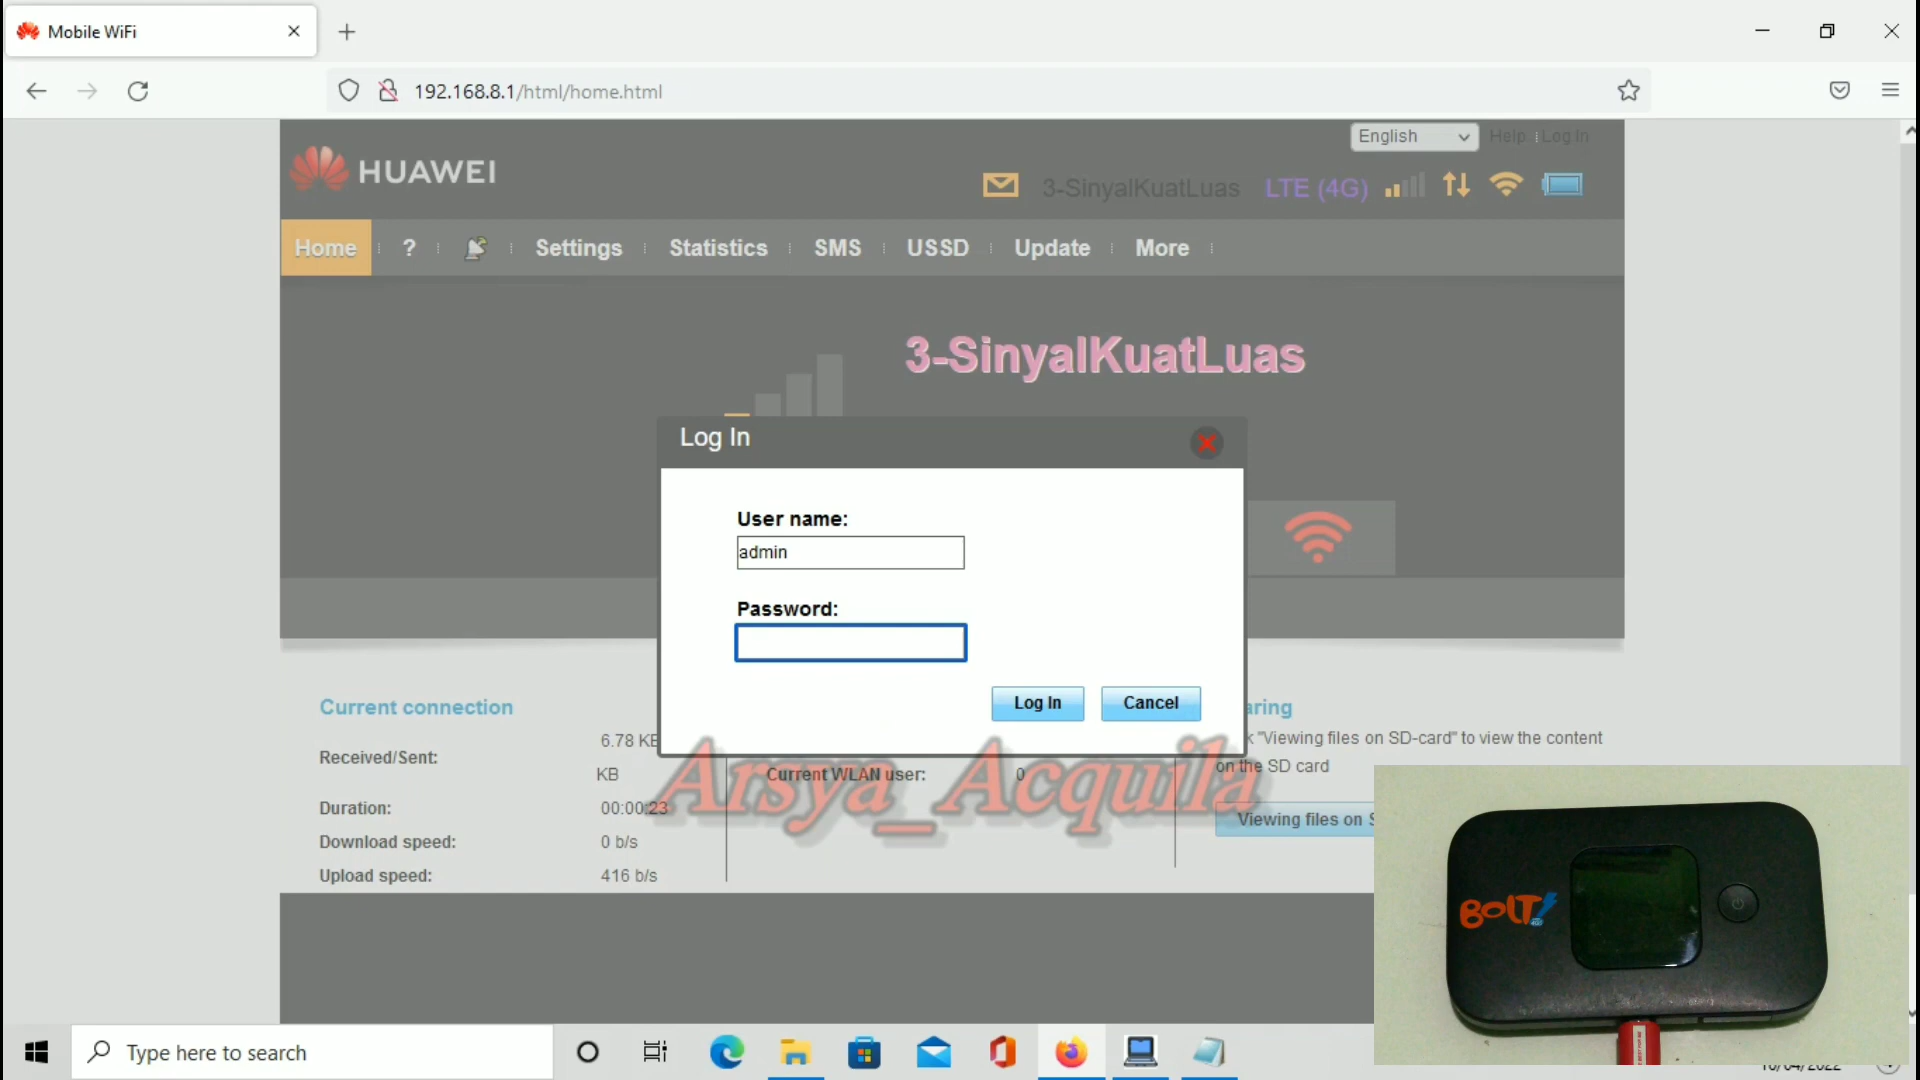 Mobile WiFi
192.168.8.1/html/home.html
English
Help
Log In
HUAWEI
3-SinyalKuatLuas
LTE (4G)
Home
?
Settings
Statistics
SMS
USSD
Update
More
3-SinyalKuatLuas
Log In
User name:
admin
Password:
Log In
Cancel
Current connection
Received/Sent:
6.78 KB
KB
Duration:
00:00:23
Download speed:
0 b/s
Upload speed:
416 b/s
Current WLAN user:
0
"Viewing files on SD-card" to view the content
on the SD card
Viewing files on
Arsya_Acquila
BOLT!
Type here to search